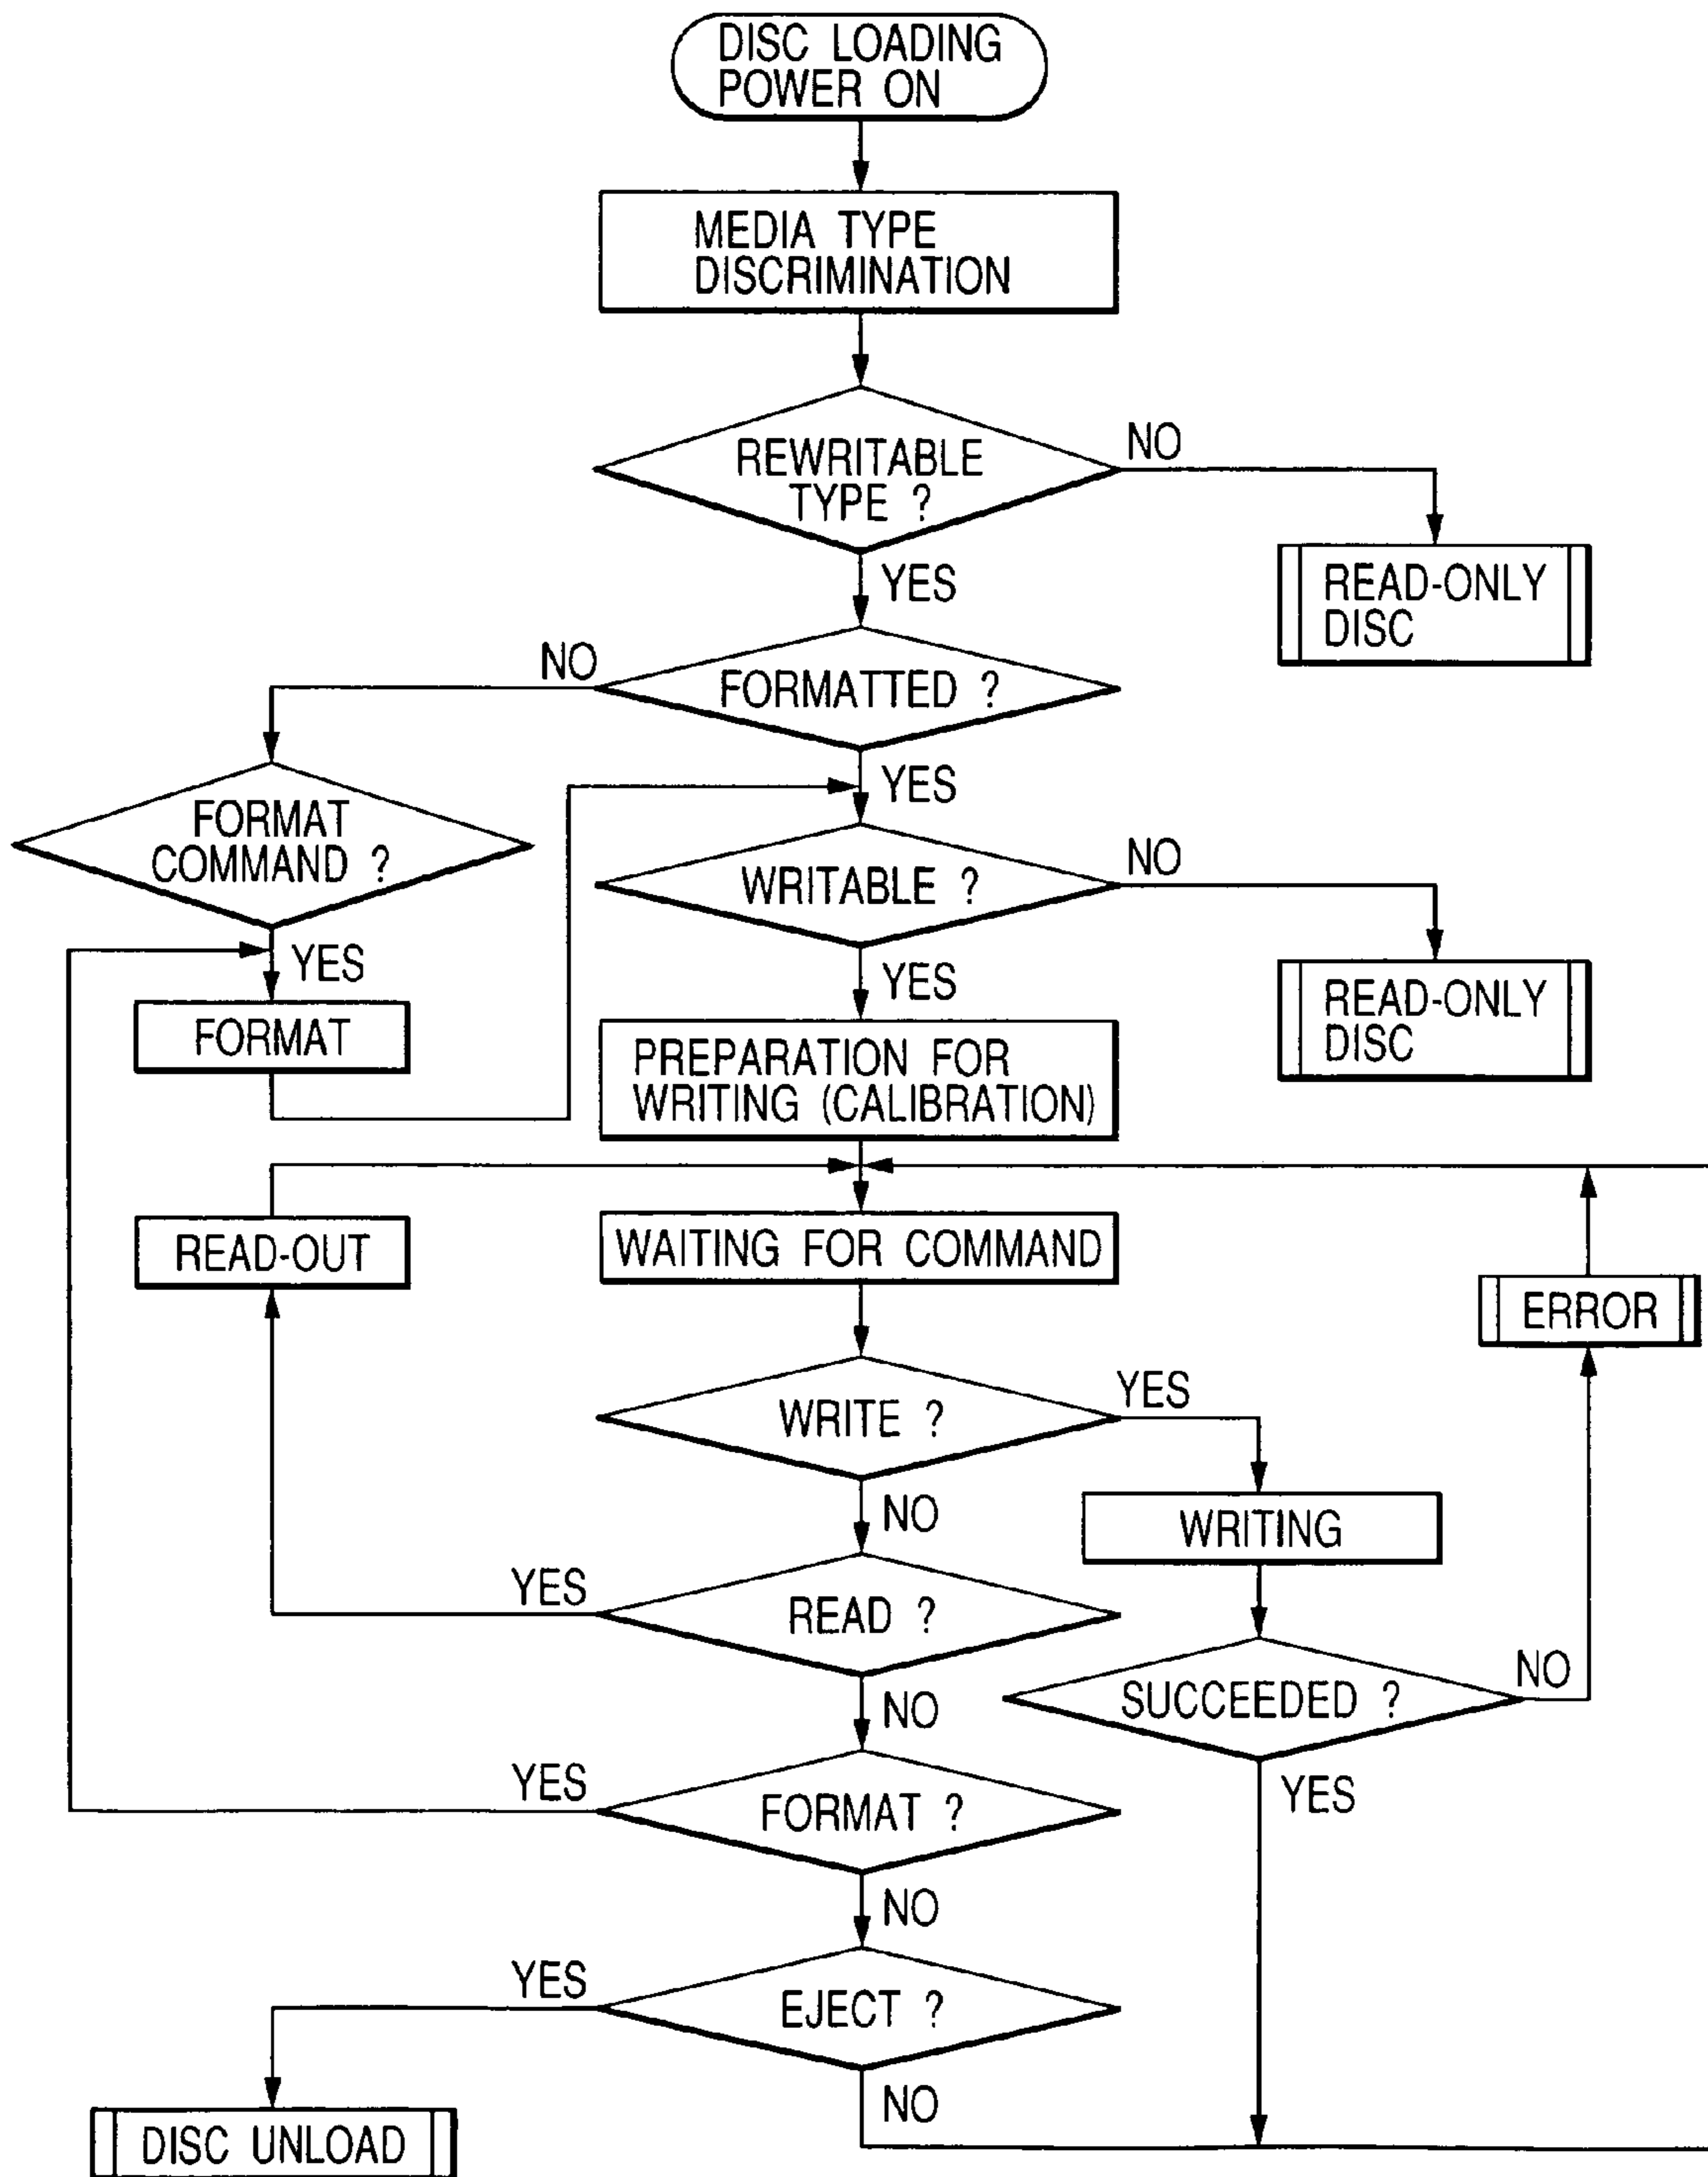 DISC LOADING
POWER ON
MEDIA TYPE
DISCRIMINATION
REWRITABLE
TYPE ?
NO
YES
READ-ONLY
DISC
NO
FORMATTED ?
YES
FORMAT
COMMAND ?
WRITABLE ?
NO
YES
YES
READ-ONLY
DISC
FORMAT
PREPARATION FOR
WRITING (CALIBRATION)
READ-OUT
WAITING FOR COMMAND
ERROR
WRITE ?
YES
NO
WRITING
YES
READ ?
SUCCEEDED ?
NO
NO
YES
FORMAT ?
YES
NO
YES
EJECT ?
NO
DISC UNLOAD